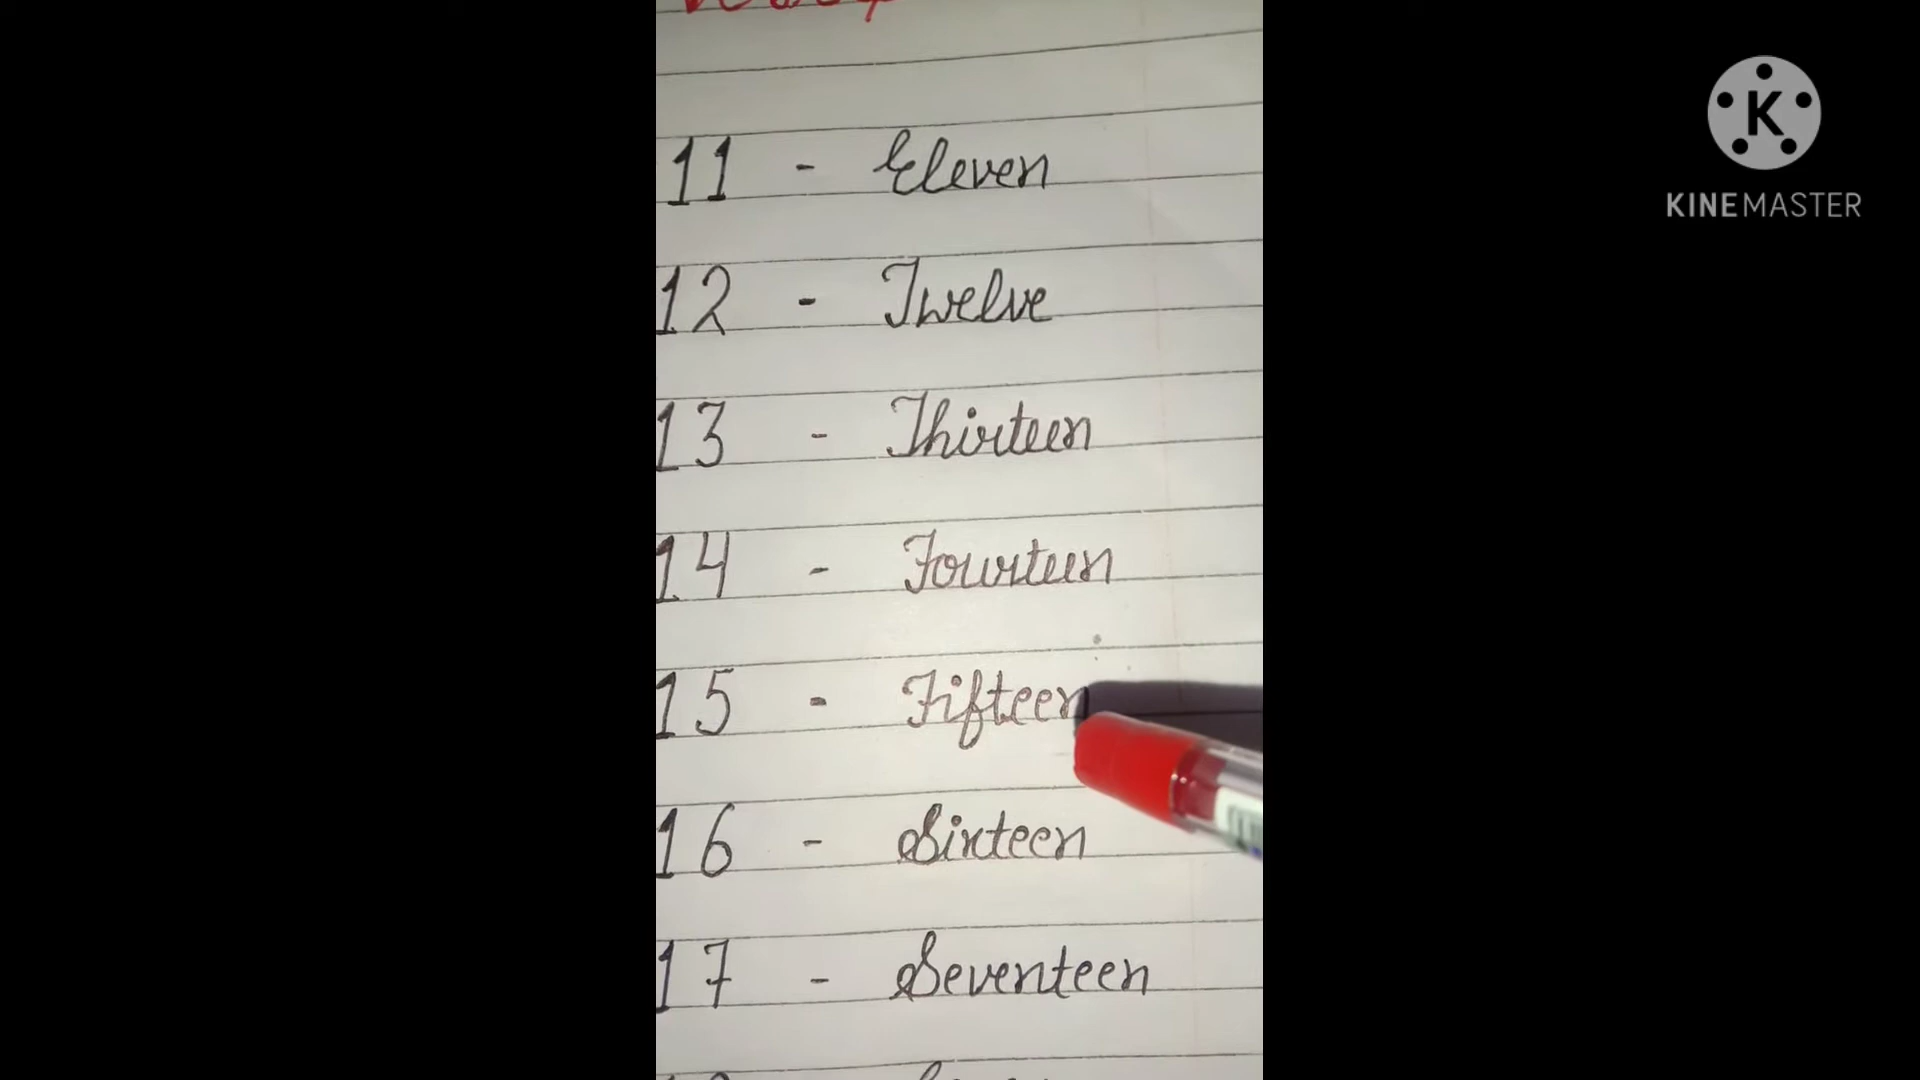 11 - Eleven
12 - Twelve
13 - Thirteen
14 - Fourteen
15 - Fifteen
16 - Sixteen
17 - Seventeen
K
KINEMASTER